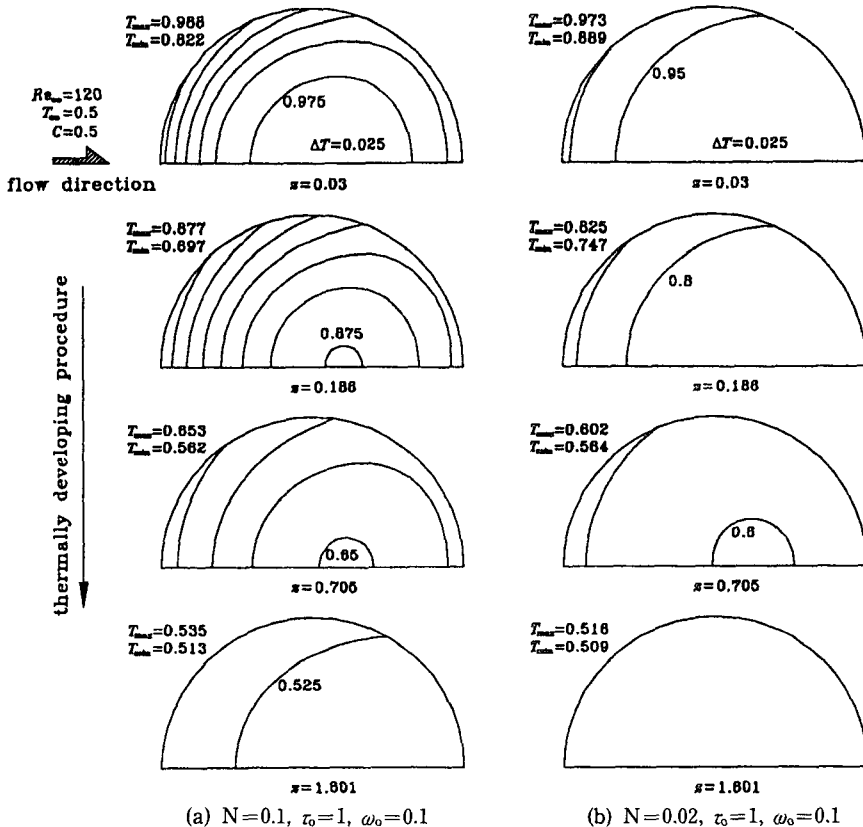 T_max=0.988
T_min=0.822
Re_∞=120
T_∞=0.5
C=0.5
flow direction
0.975
ΔT=0.025
z=0.03
T_max=0.973
T_min=0.889
0.95
ΔT=0.025
z=0.03
thermally developing procedure
T_max=0.877
T_min=0.697
0.875
z=0.186
T_max=0.825
T_min=0.747
0.8
z=0.186
T_max=0.653
T_min=0.562
0.65
z=0.705
T_max=0.602
T_min=0.564
0.6
z=0.705
T_max=0.535
T_min=0.513
0.525
z=1.601
T_max=0.516
T_min=0.509
z=1.601
(a) N=0.1, τ₀=1, ω₀=0.1
(b) N=0.02, τ₀=1, ω₀=0.1